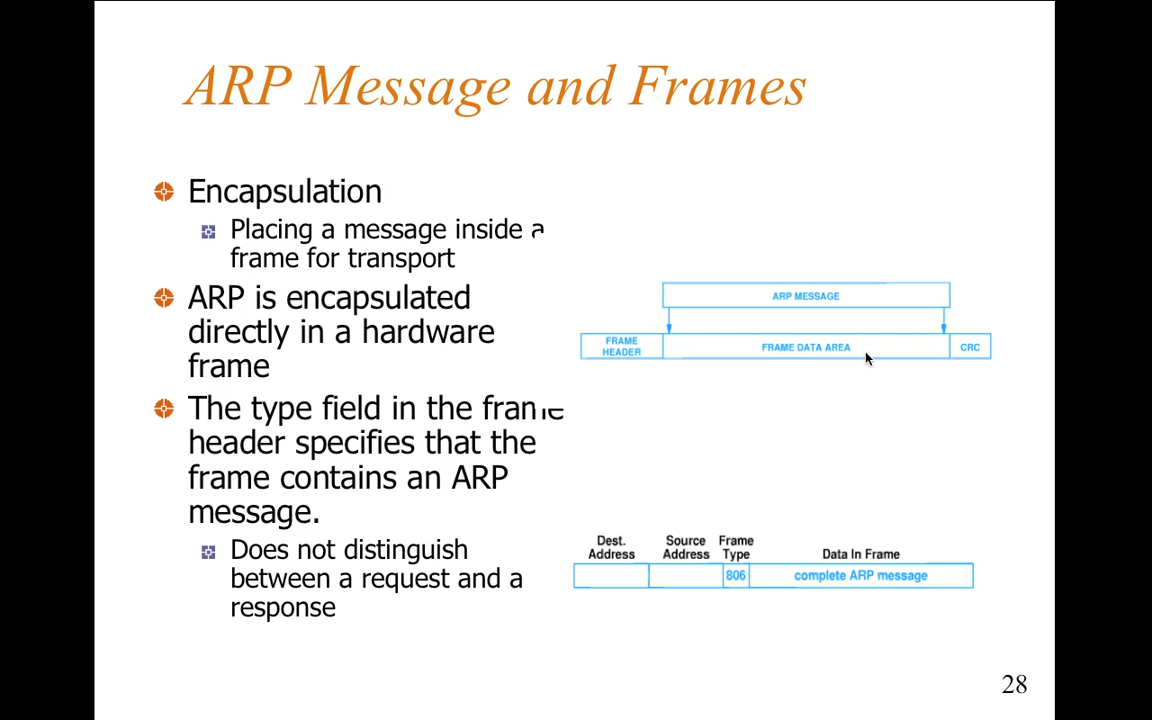 ARP Message and Frames
Encapsulation
Placing a message inside a
frame for transport
ARP is encapsulated
directly in a hardware
frame
The type field in the frame
header specifies that the
frame contains an ARP
message.
Does not distinguish
between a request and a
response
ARP MESSAGE
FRAME
HEADER
FRAME DATA AREA
CRC
Dest.
Address
Source
Address
Frame
Type
Data In Frame
806
complete ARP message
28